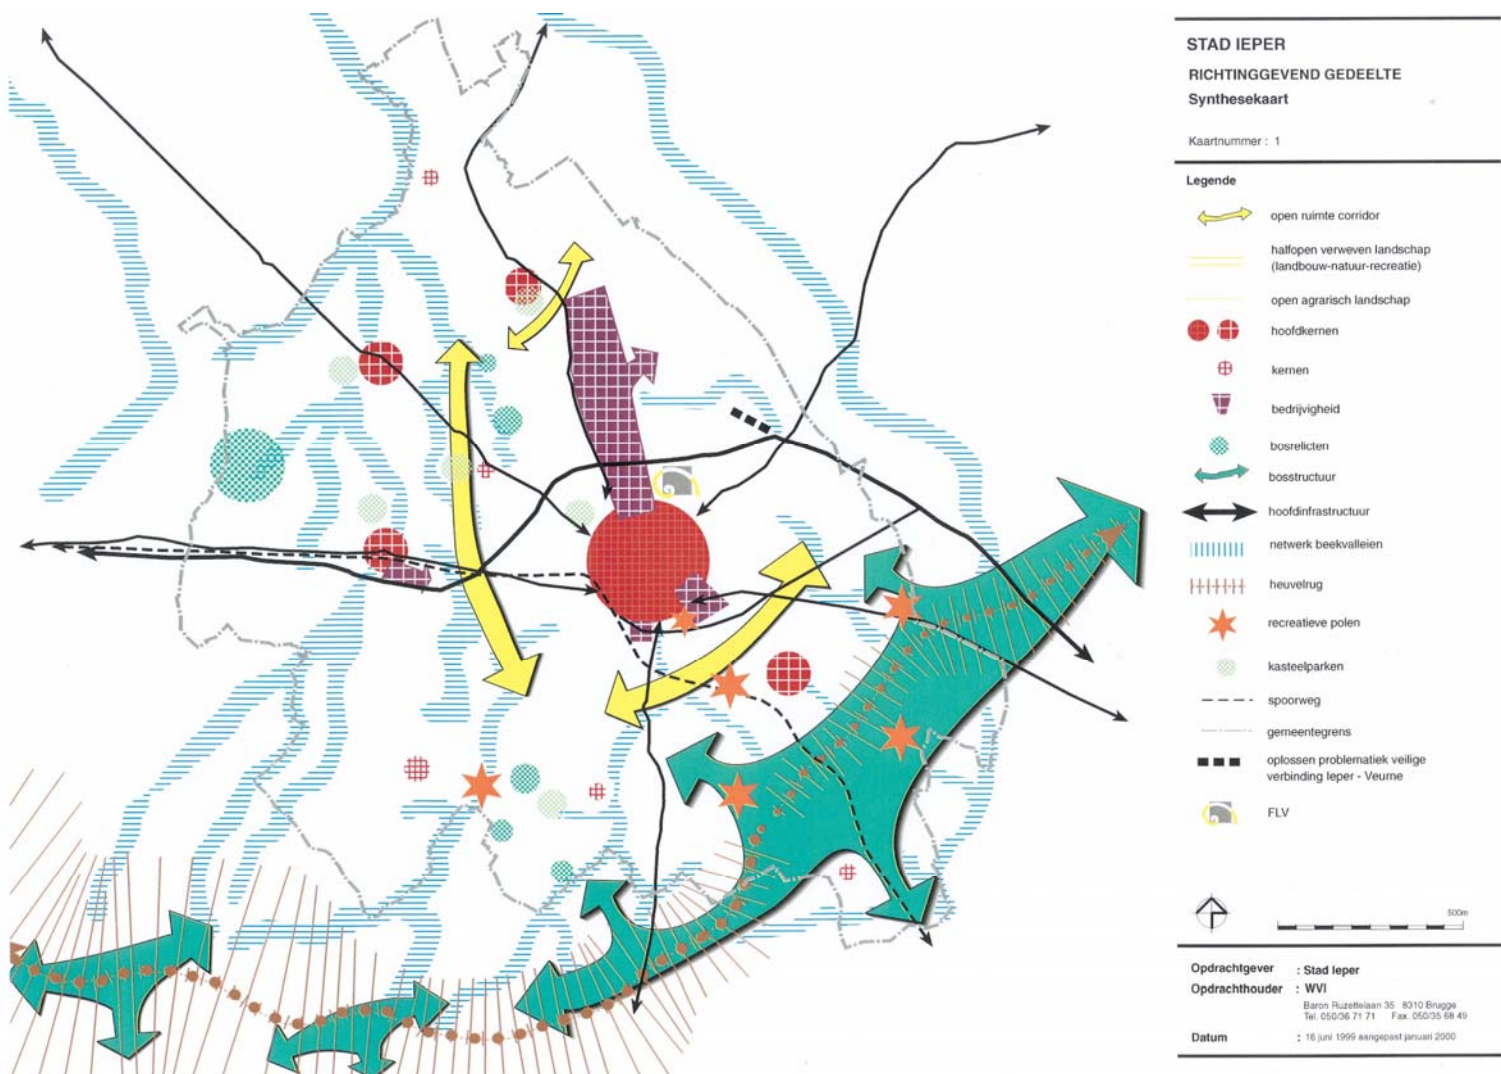 STAD IEPER
RICHTINGGEVEND GEDEELTE
Synthesekaart
Kaartnummer : 1
Legende
open ruimte corridor
halfopen verweven landschap
(landbouw-natuur-recreatie)
open agrarisch landschap
hoofdkernen
kernen
bedrijvigheid
bosrelicten
bosstructuur
hoofdinfrastructuur
netwerk beekvalleien
heuvelrug
recreatieve polen
kasteelparken
spoorweg
gemeentegrens
oplossen problematiek veilige
verbinding Ieper - Veurne
FLV
500m
Opdrachtgever : Stad Ieper
Opdrachthouder : WVI
Baron Ruzettelaan 35 8310 Brugge
Tel. 050/36 71 71 Fax. 050/35 68 49
Datum : 16 juni 1999 aangepast januari 2000